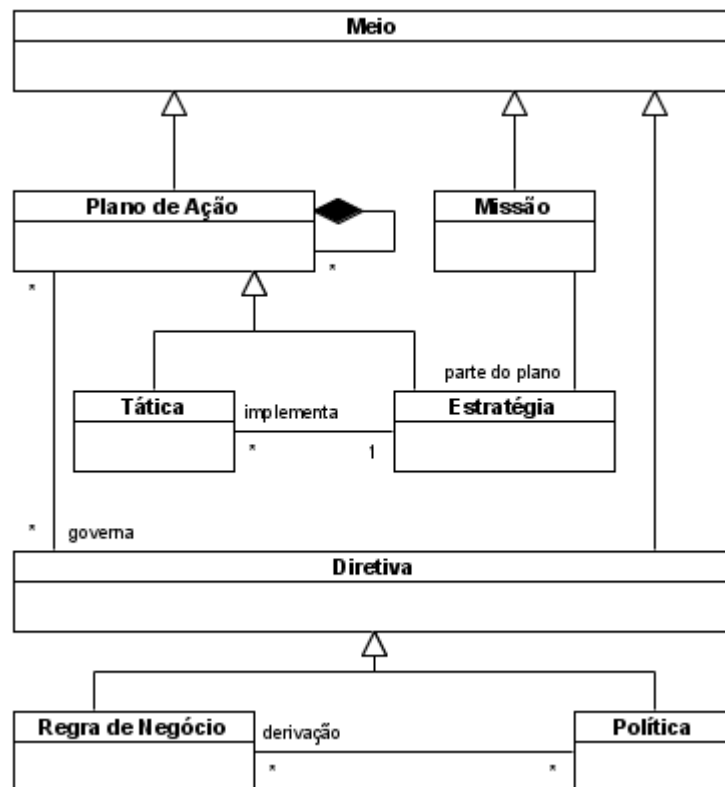 Meio
Plano de Ação
Missão
*
*
parte do plano
Tática
implementa
Estratégia
*
1
*
governa
Diretiva
Regra de Negócio
derivação
Política
*
*